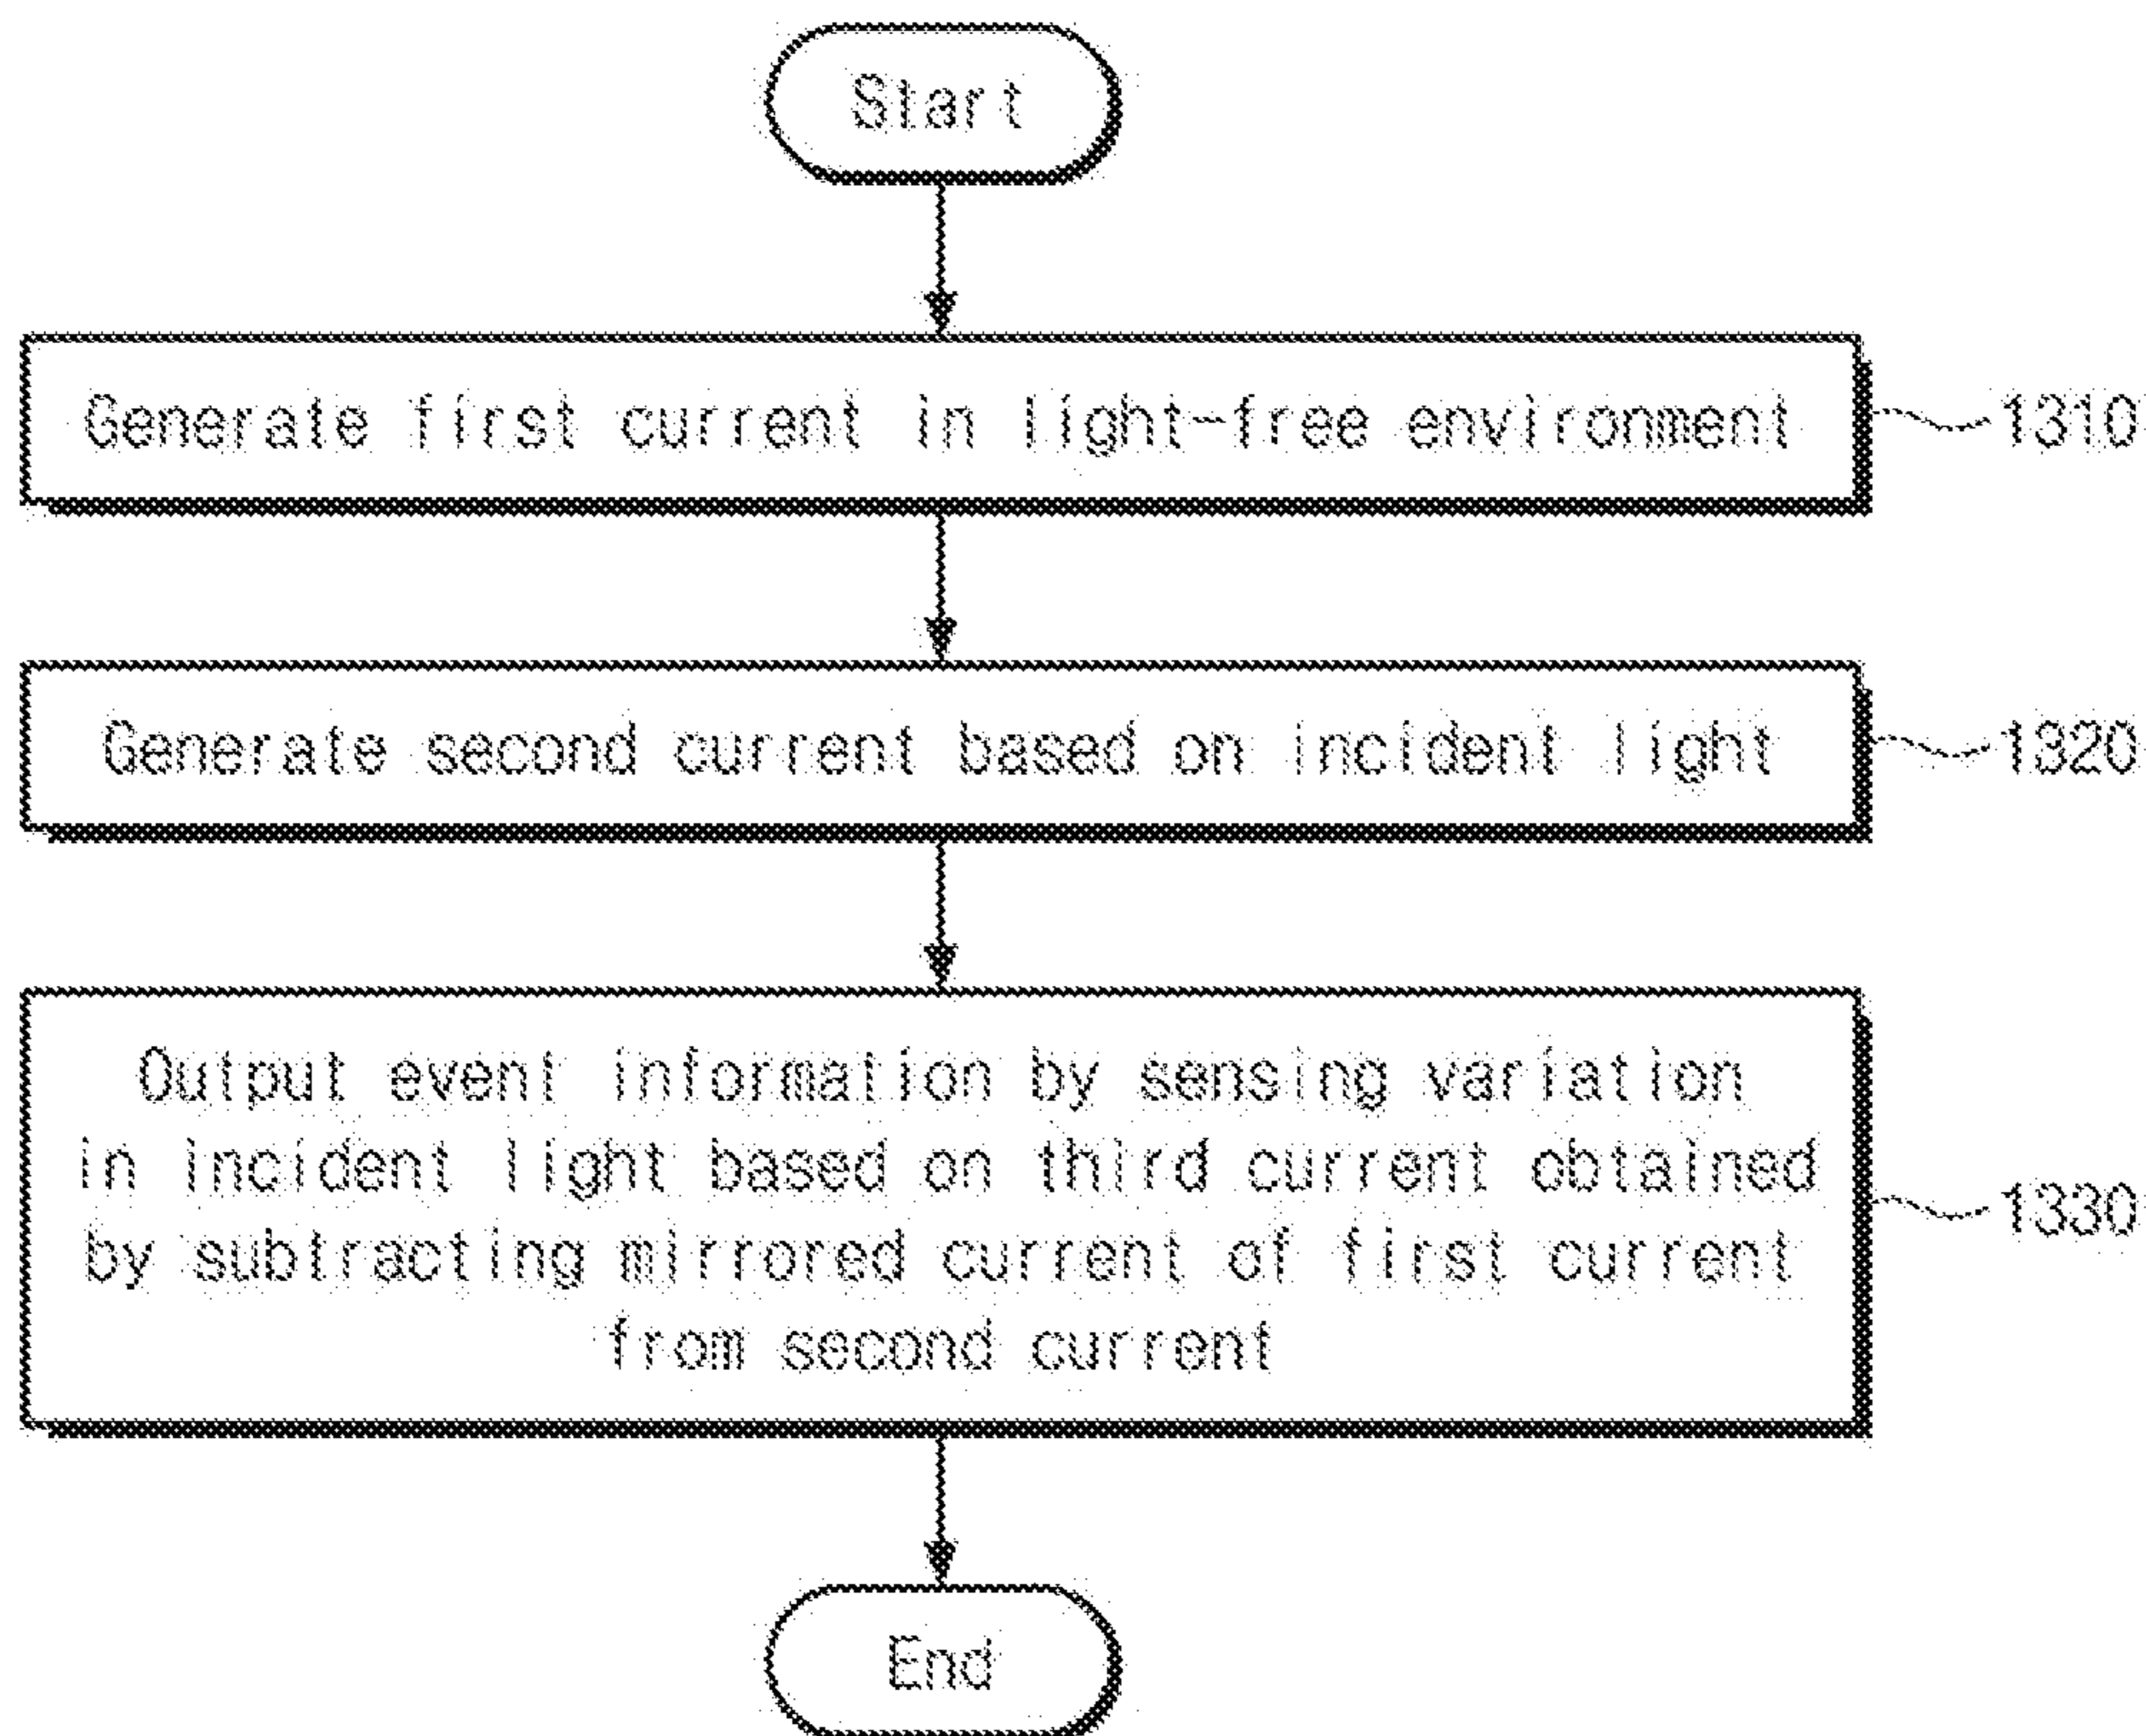 Start
Generate first current in light-free environment
1310
Generate second current based on incident light
1320
Output event information by sensing variation
in incident light based on third current obtained
by subtracting mirrored current of first current
from second current
1330
End